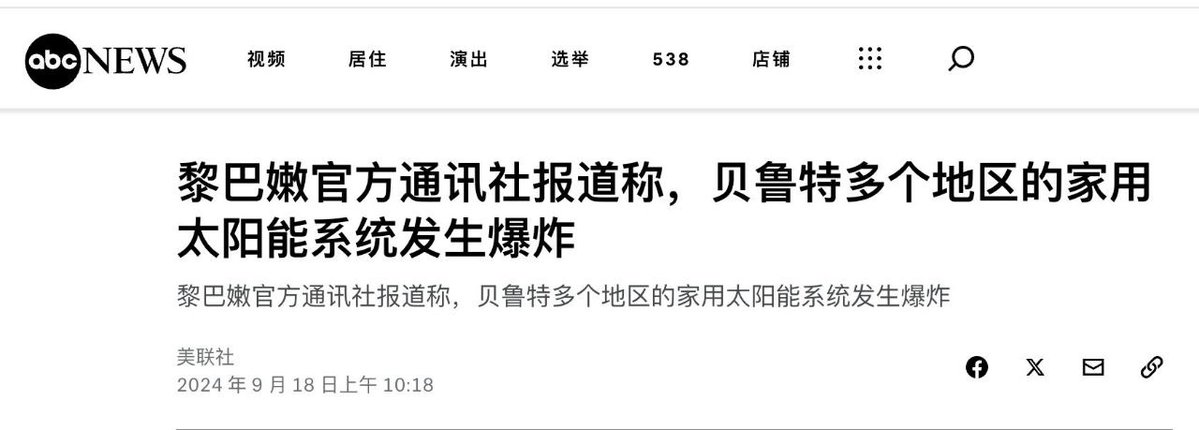 abc NEWS 视频 居住 演出 选举 538 店铺
黎巴嫩官方通讯社报道称，贝鲁特多个地区的家用
太阳能系统发生爆炸
黎巴嫩官方通讯社报道称，贝鲁特多个地区的家用太阳能系统发生爆炸
美联社
2024 年 9 月 18 日上午 10:18